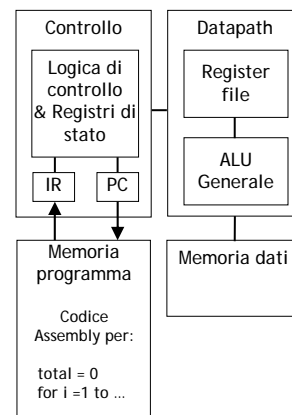 Controllo
Logica di
controllo
& Registri di
stato
IR
PC
Datapath
Register
file
ALU
Generale
Memoria
programma
Codice
Assembly per:
total = 0
for i =1 to ...
Memoria dati